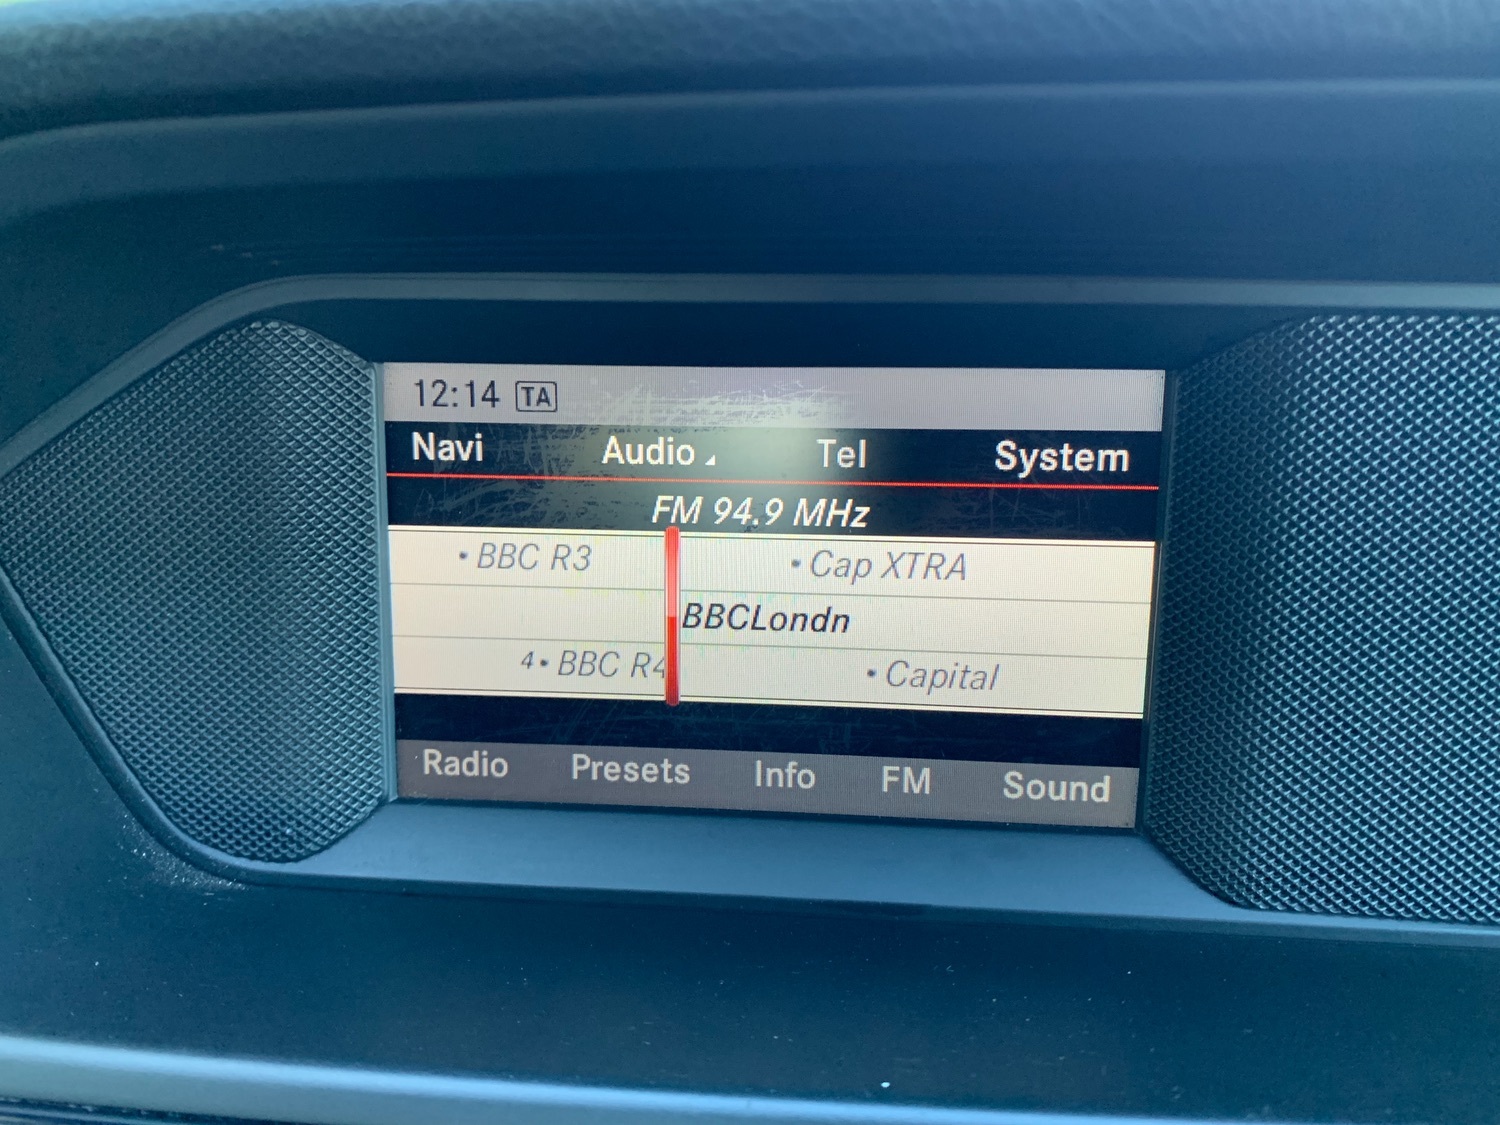 12:14 TA
Navi Audio Tel System
FM 94.9 MHz
• BBC R3 • Cap XTRA
BBCLondn
4• BBC R4 • Capital
Radio Presets Info FM Sound